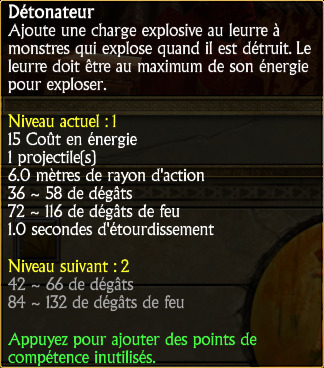 Détonateur
Ajoute une charge explosive au leurre à
monstres qui explose quand il est détruit. Le
leurre doit être au maximum de son énergie
pour exploser.
Niveau actuel : 1
15 Coût en énergie
1 projectile(s)
6.0 mètres de rayon d'action
36 ~ 58 de dégâts
72 ~ 116 de dégâts de feu
1.0 secondes d'étourdissement
Niveau suivant : 2
42 ~ 66 de dégâts
84 ~ 132 de dégâts de feu
Appuyez pour ajouter des points de
compétence inutilisés.